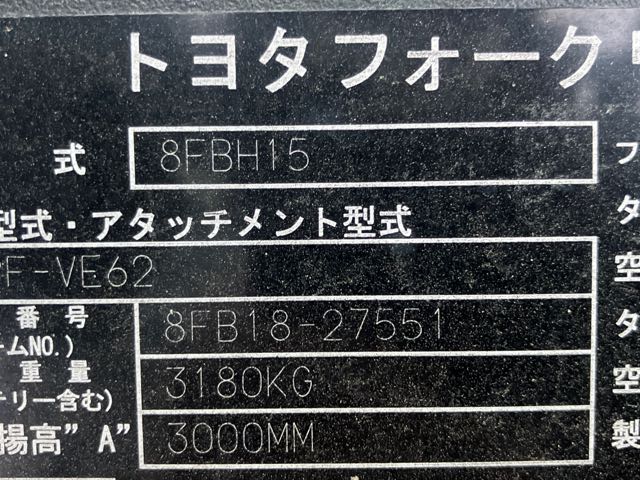 トヨタフォーク
式 8FBH15 フ
型式・アタッチメント型式 タ
F-VE62 空
番号 8FB18-27551 タ
ームNO.)
重量 3180KG 空
テリー含む)
揚高"A" 3000MM 製